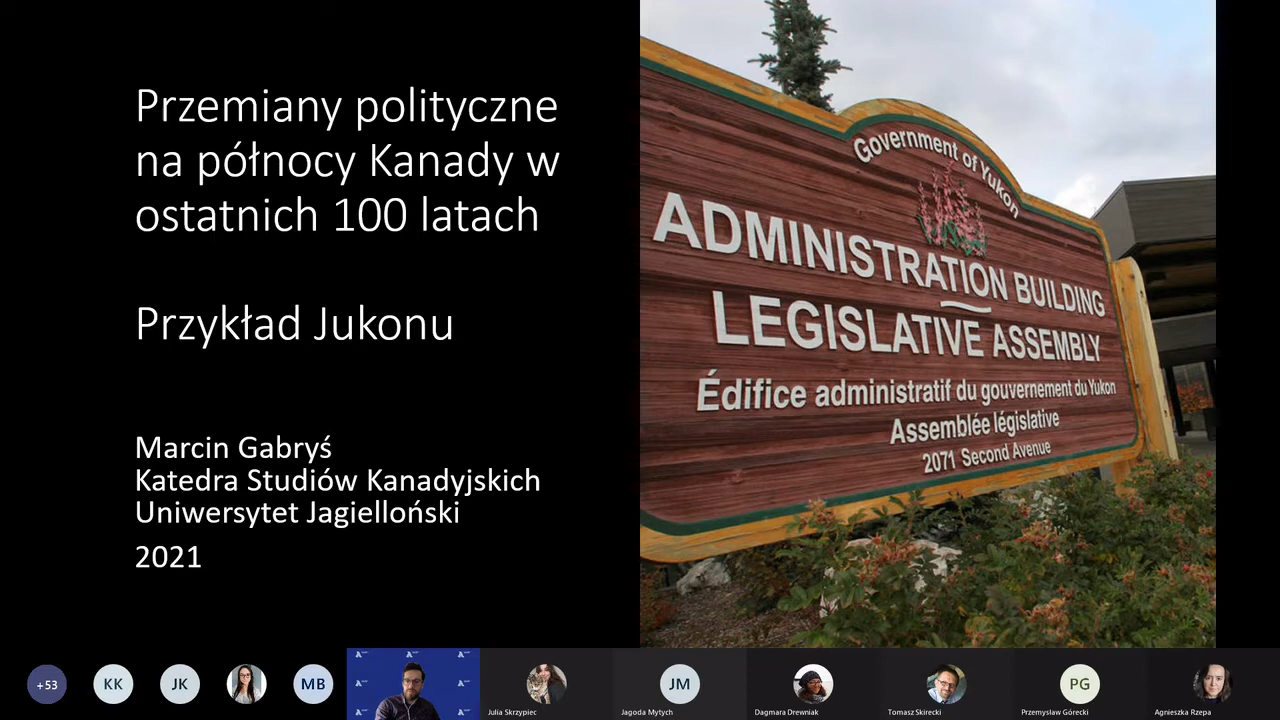 Przemiany polityczne
na północy Kanady w
ostatnich 100 latach
Przykład Jukonu
Marcin Gabryś
Katedra Studiów Kanadyjskich
Uniwersytet Jagielloński
2021
Government of Yukon
ADMINISTRATION BUILDING
LEGISLATIVE ASSEMBLY
Édifice administratif du gouvernement du Yukon
Assemblée législative
2071 Second Avenue
+53
KK
JK
MB
Julia Skrzypiec
JM
Jagoda Mytych
Dagmara Drewniak
Tomasz Skirecki
PG
Przemysław Górecki
Agnieszka Rzepa